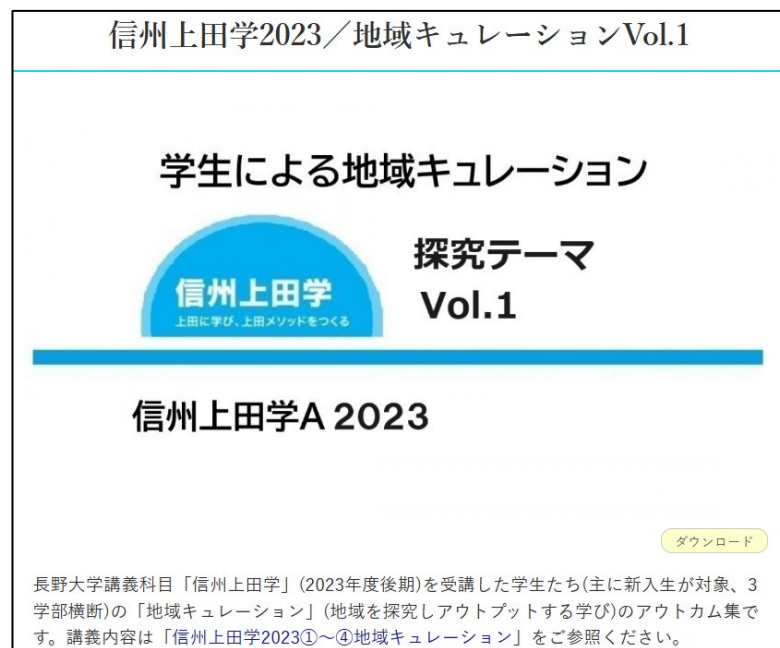 信州上田学2023／地域キュレーションVol.1
学生による地域キュレーション
信州上田学
上田に学び、上田メソッドをつくる
探究テーマ
Vol.1
信州上田学A 2023
ダウンロード
長野大学講義科目「信州上田学」(2023年度後期)を受講した学生たち(主に新入生が対象、3
学部横断)の「地域キュレーション」(地域を探究しアウトプットする学び)のアウトカム集で
す。講義内容は「信州上田学2023①～④地域キュレーション」をご参照ください。